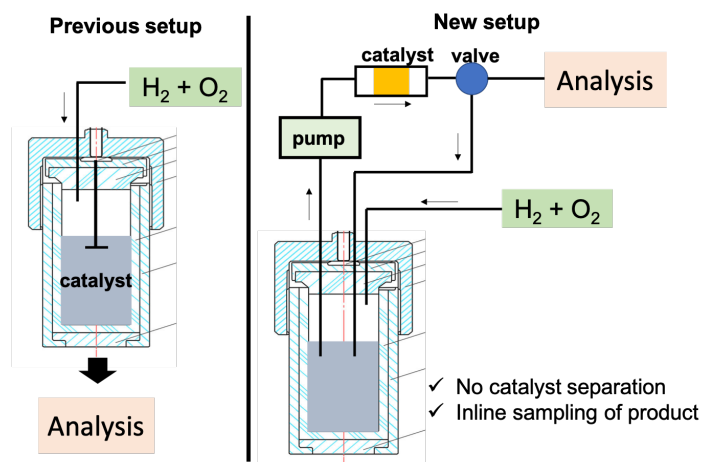 Previous setup
H₂ + O₂
catalyst
Analysis
New setup
catalyst
valve
Analysis
pump
H₂ + O₂
✓ No catalyst separation
✓ Inline sampling of product